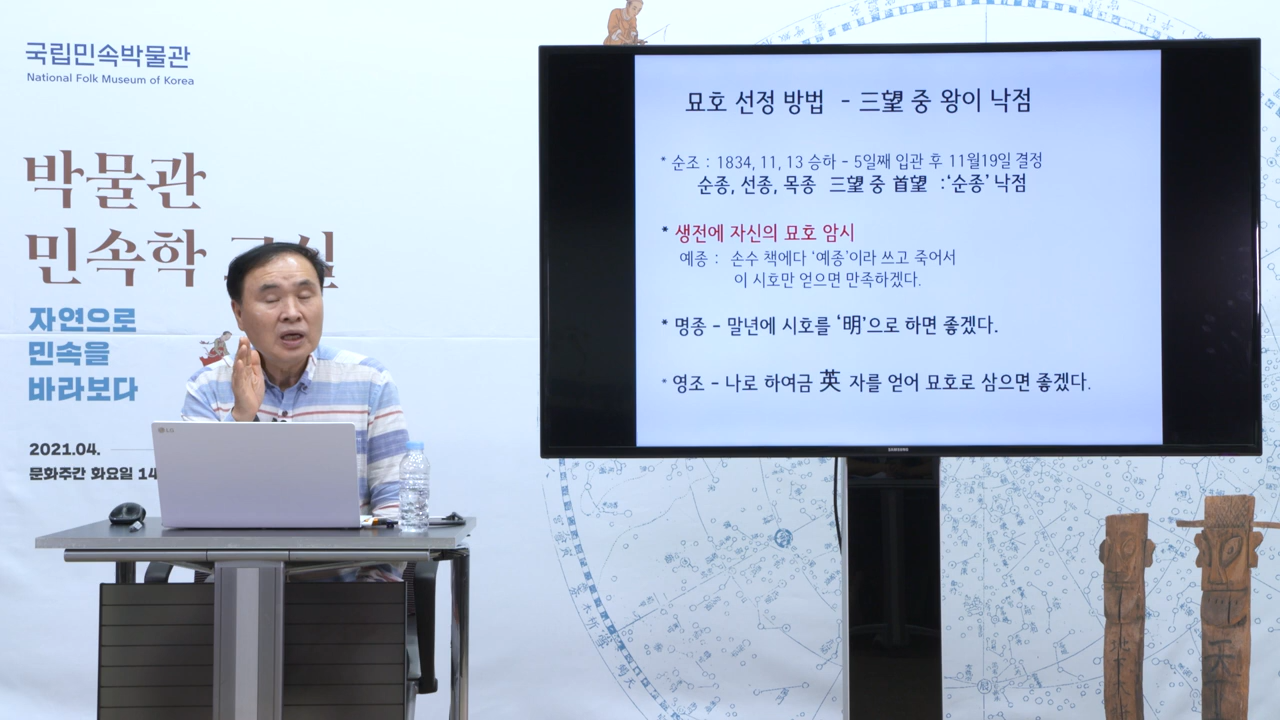 국립민속박물관
National Folk Museum of Korea
박물관
민속학
자연으로
민속을
바라보다
2021.04.
문화주간 화요일 14
LG
묘호 선정 방법 - 三望 중 왕이 낙점
* 순조 : 1834, 11, 13 승하 - 5일째 입관 후 11월19일 결정
순종, 선종, 목종 三望 중 首望 :‘순종’ 낙점
* 생전에 자신의 묘호 암시
예종 : 손수 책에다 ‘예종’이라 쓰고 죽어서
이 시호만 얻으면 만족하겠다.
* 명종 - 말년에 시호를 ‘明’으로 하면 좋겠다.
* 영조 - 나로 하여금 英 자를 얻어 묘호로 삼으면 좋겠다.
SAMSUNG